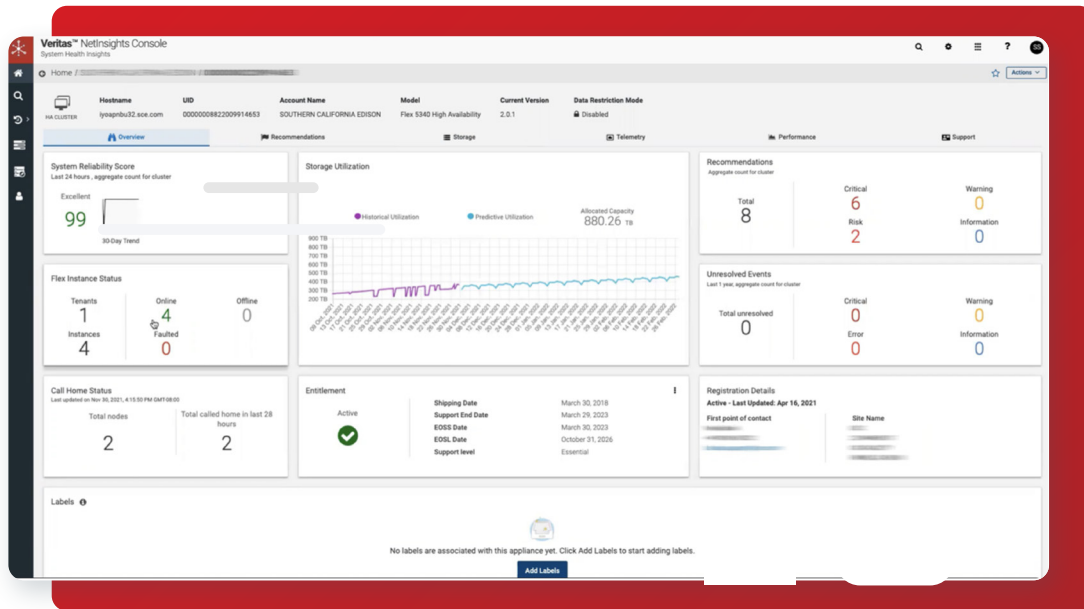 Veritas™ NetInsights Console
System Health Insights
?
SS
Home /
Actions
HA CLUSTER
Hostname
iyoapnbu32.sce.com
UID
00000008822009914653
Account Name
SOUTHERN CALIFORNIA EDISON
Model
Flex 5340 High Availability
Current Version
2.0.1
Data Restriction Mode
Disabled
Overview
Recommendations
Storage
Telemetry
Performance
Support
System Reliability Score
Last 24 hours , aggregate count for cluster
Excellent
99
30-Day Trend
Storage Utilization
Historical Utilization
Predictive Utilization
Allocated Capacity
880.26 TB
900 TB
800 TB
700 TB
600 TB
500 TB
400 TB
300 TB
200 TB
Recommendations
Aggregate count for cluster
Total
8
Critical
6
Warning
0
Risk
2
Information
0
Flex Instance Status
Tenants
1
Online
4
Offline
0
Instances
4
Faulted
0
Unresolved Events
Last 1 year, aggregate count for cluster
Total unresolved
0
Critical
0
Warning
0
Error
0
Information
0
Call Home Status
Last updated on Nov 30, 2021, 4:15:50 PM GMT-08:00
Total nodes
2
Total called home in last 28
hours
2
Entitlement
Active
Shipping Date March 30, 2018
Support End Date March 29, 2023
EOSS Date March 30, 2023
EOSL Date October 31, 2026
Support level Essential
Registration Details
Active - Last Updated: Apr 16, 2021
First point of contact
Site Name
Labels
No labels are associated with this appliance yet. Click Add Labels to start adding labels.
Add Labels